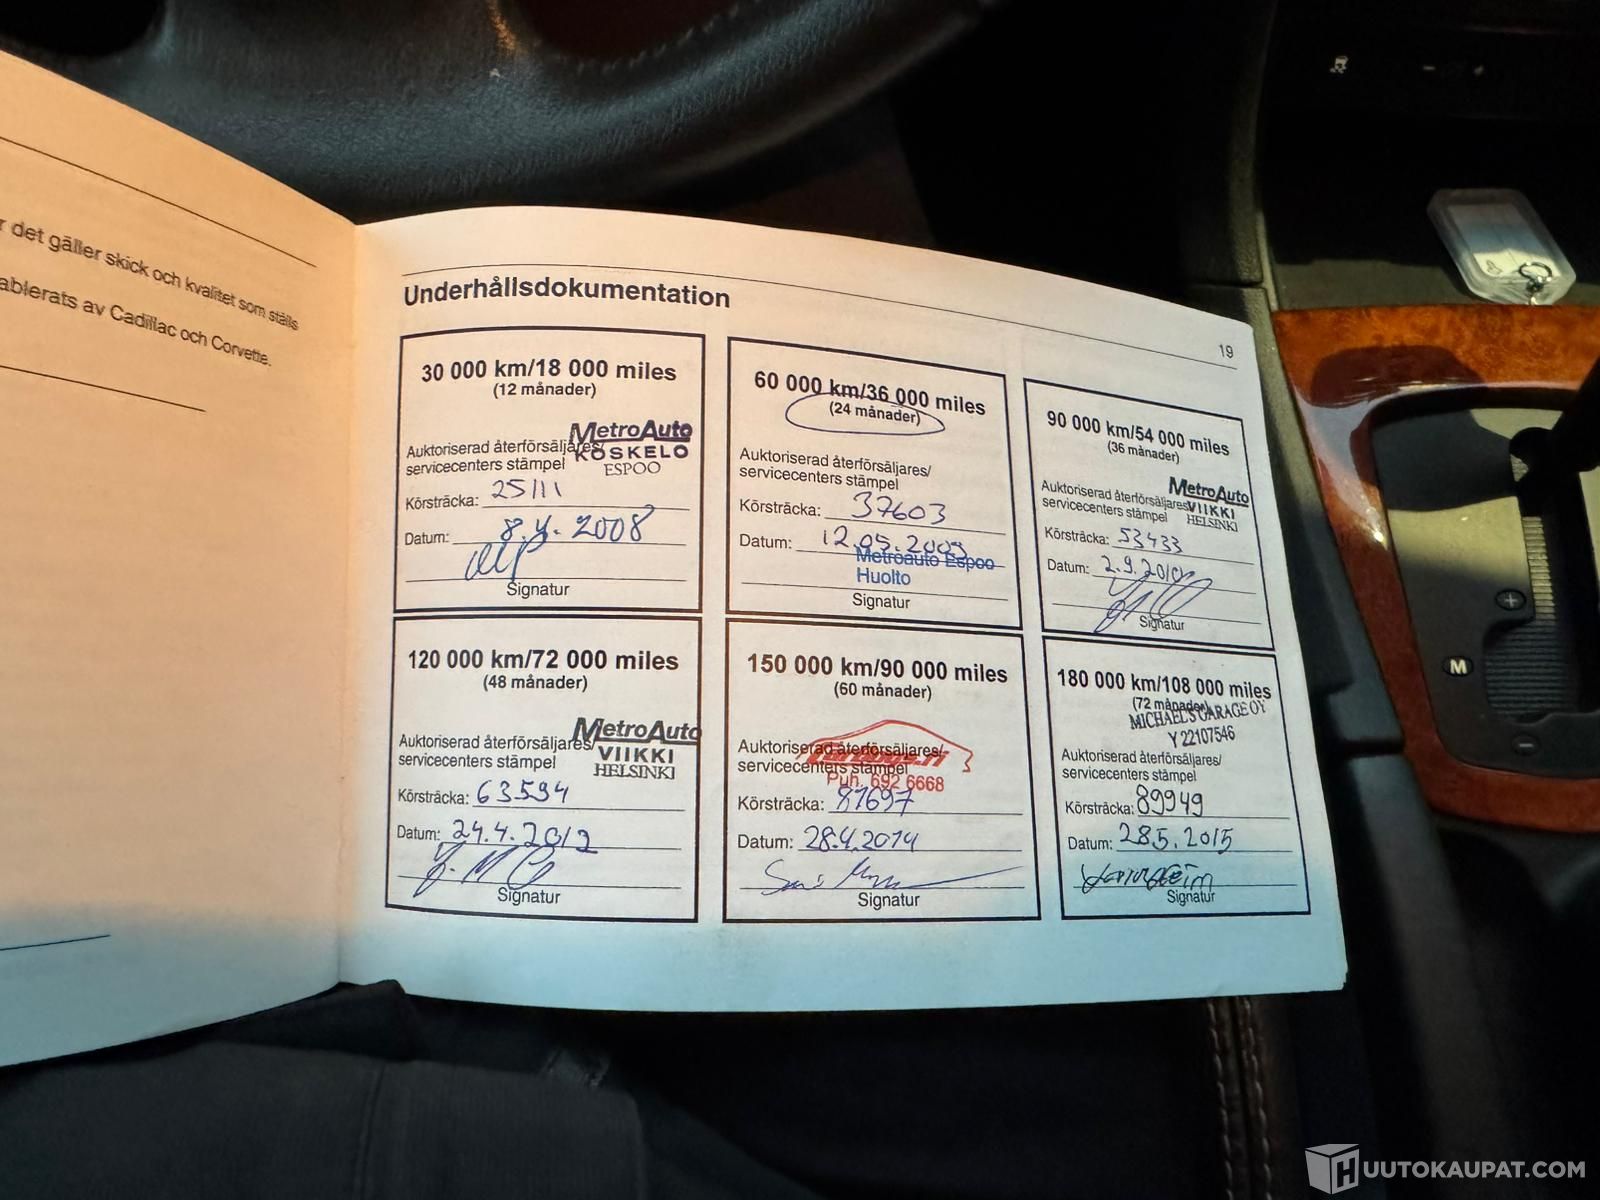 r det gäller skick och kvalitet som ställs
ablerats av Cadillac och Corvette.
Underhållsdokumentation
19
30 000 km/18 000 miles
(12 månader)
MetroAuto
KOSKELO
ESPOO
Auktoriserad återförsäljares/
servicecenters stämpel
Körsträcka: 25111
Datum: 8.4.2008
Signatur
60 000 km/36 000 miles
(24 månader)
Auktoriserad återförsäljares/
servicecenters stämpel
Körsträcka: 37603
Datum: 12.05.2009
Metroauto Espoo
Huolto
Signatur
90 000 km/54 000 miles
(36 månader)
MetroAuto
VIIKKI
HELSINKI
Auktoriserad återförsäljares
servicecenters stämpel
Körsträcka: 53433
Datum: 2.9.2010
Signatur
120 000 km/72 000 miles
(48 månader)
MetroAuto
VIIKKI
HELSINKI
Auktoriserad återförsäljares/
servicecenters stämpel
Körsträcka: 63594
Datum: 24.4.2012
Signatur
150 000 km/90 000 miles
(60 månader)
Auktoriserad återförsäljares/
servicecenters stämpel
Puh. 692 6668
Körsträcka: 81697
Datum: 28.4.2014
Signatur
180 000 km/108 000 miles
(72 månader)
MICHAEL'S GARAGE OY
Y 22107546
Auktoriserad återförsäljares/
servicecenters stämpel
Körsträcka: 89949
Datum: 28.5.2015
Signatur
+
M
−
HUUTOKAUPAT.COM